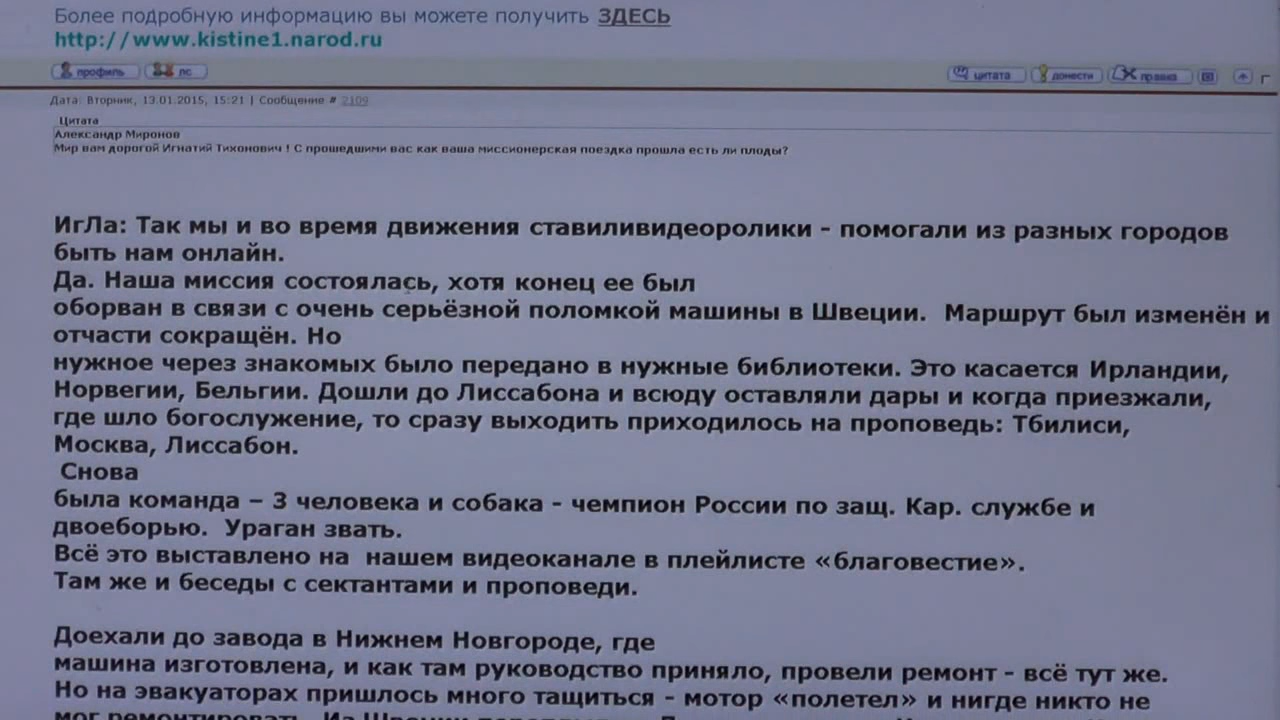 Более подробную информацию вы можете получить ЗДЕСЬ
http://www.kistine1.narod.ru
профиль лс цитата донести правка
Дата: Вторник, 13.01.2015, 15:21 | Сообщение # 2109
Цитата
Александр Миронов
Мир вам дорогой Игнатий Тихонович ! С прошедшими вас как ваша миссионерская поездка прошла есть ли плоды?
ИгЛа: Так мы и во время движения ставиливидеоролики - помогали из разных городов
быть нам онлайн.
Да. Наша миссия состоялась, хотя конец ее был
оборван в связи с очень серьёзной поломкой машины в Швеции. Маршрут был изменён и
отчасти сокращён. Но
нужное через знакомых было передано в нужные библиотеки. Это касается Ирландии,
Норвегии, Бельгии. Дошли до Лиссабона и всюду оставляли дары и когда приезжали,
где шло богослужение, то сразу выходить приходилось на проповедь: Тбилиси,
Москва, Лиссабон.
Снова
была команда – 3 человека и собака - чемпион России по защ. Кар. службе и
двоеборью. Ураган звать.
Всё это выставлено на нашем видеоканале в плейлисте «благовестие».
Там же и беседы с сектантами и проповеди.
Доехали до завода в Нижнем Новгороде, где
машина изготовлена, и как там руководство приняло, провели ремонт - всё тут же.
Но на эвакуаторах пришлось много тащиться - мотор «полетел» и нигде никто не
мог ремонтировать. Из Швеции